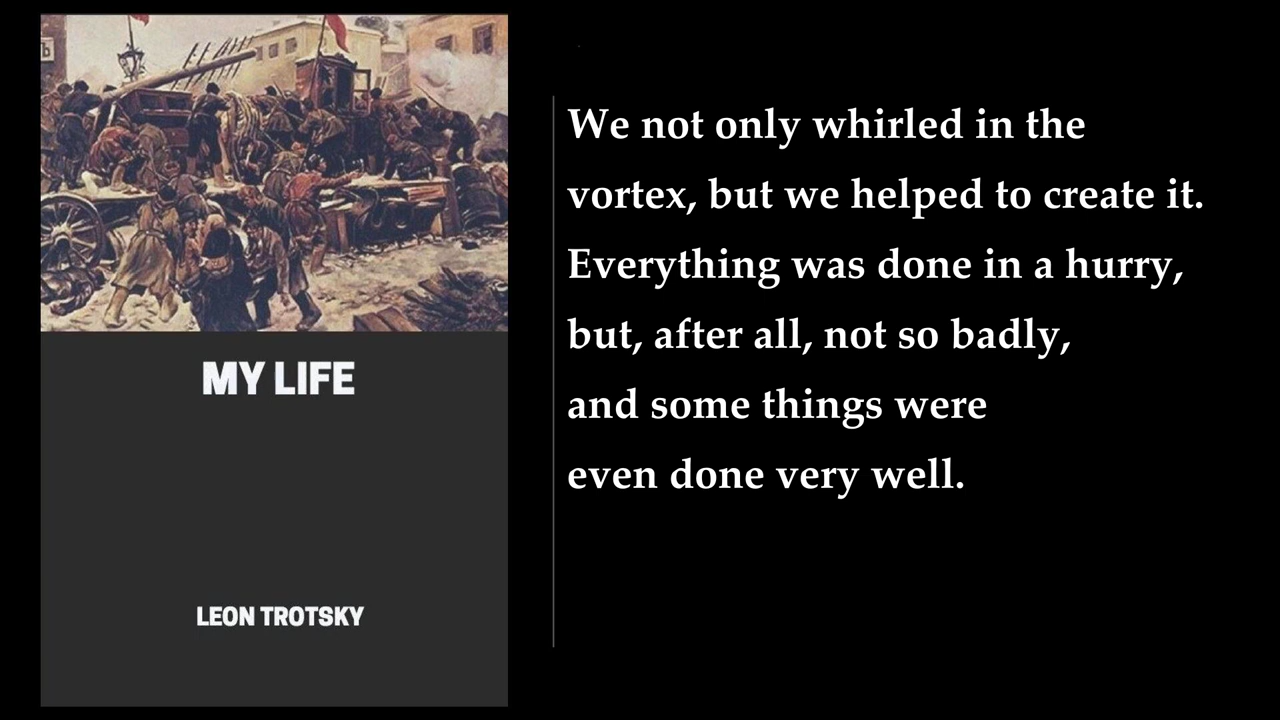 MY LIFE
LEON TROTSKY
We not only whirled in the
vortex, but we helped to create it.
Everything was done in a hurry,
but, after all, not so badly,
and some things were
even done very well.